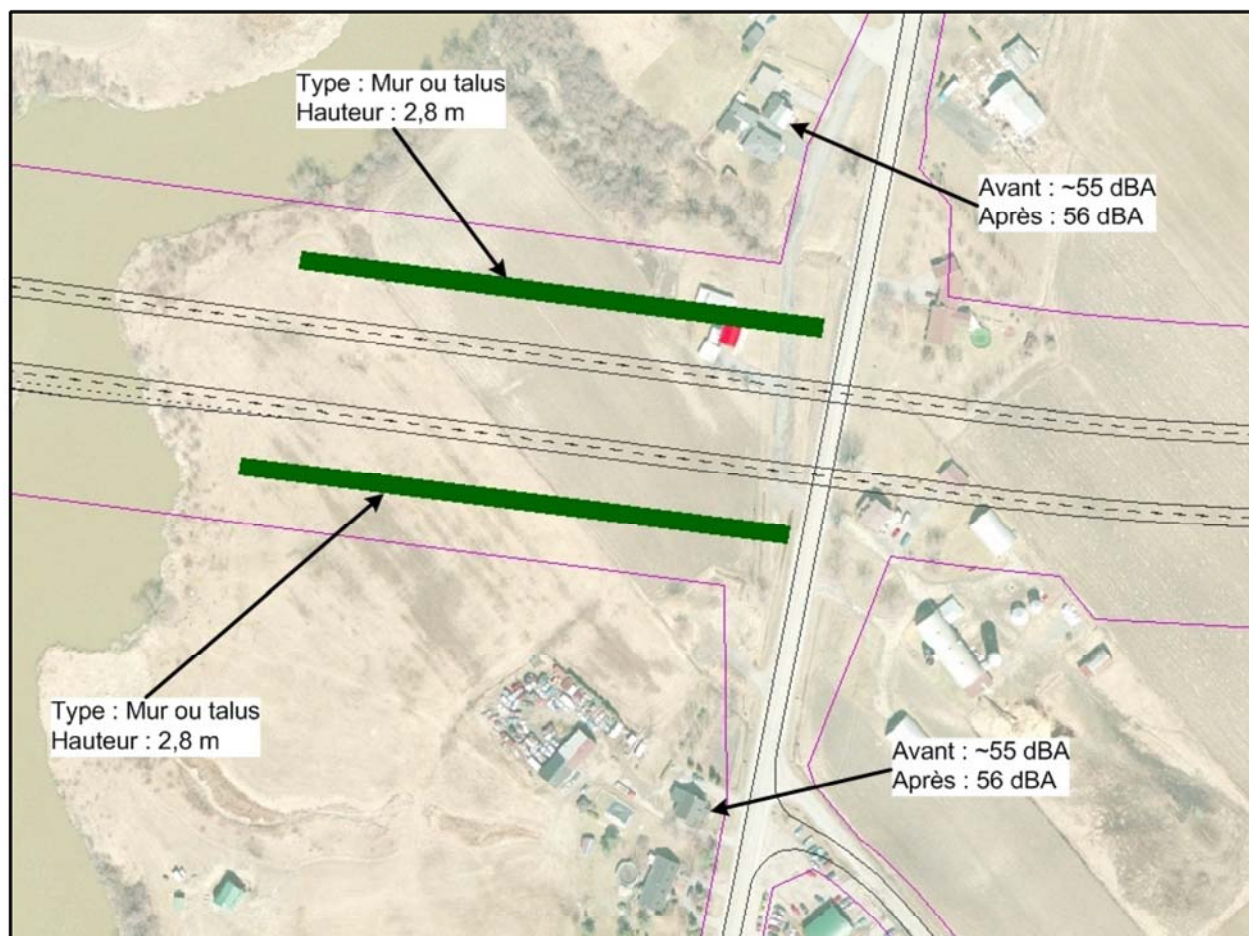 Type : Mur ou talus
Hauteur : 2,8 m
Avant : ~55 dBA
Après : 56 dBA
Type : Mur ou talus
Hauteur : 2,8 m
Avant : ~55 dBA
Après : 56 dBA